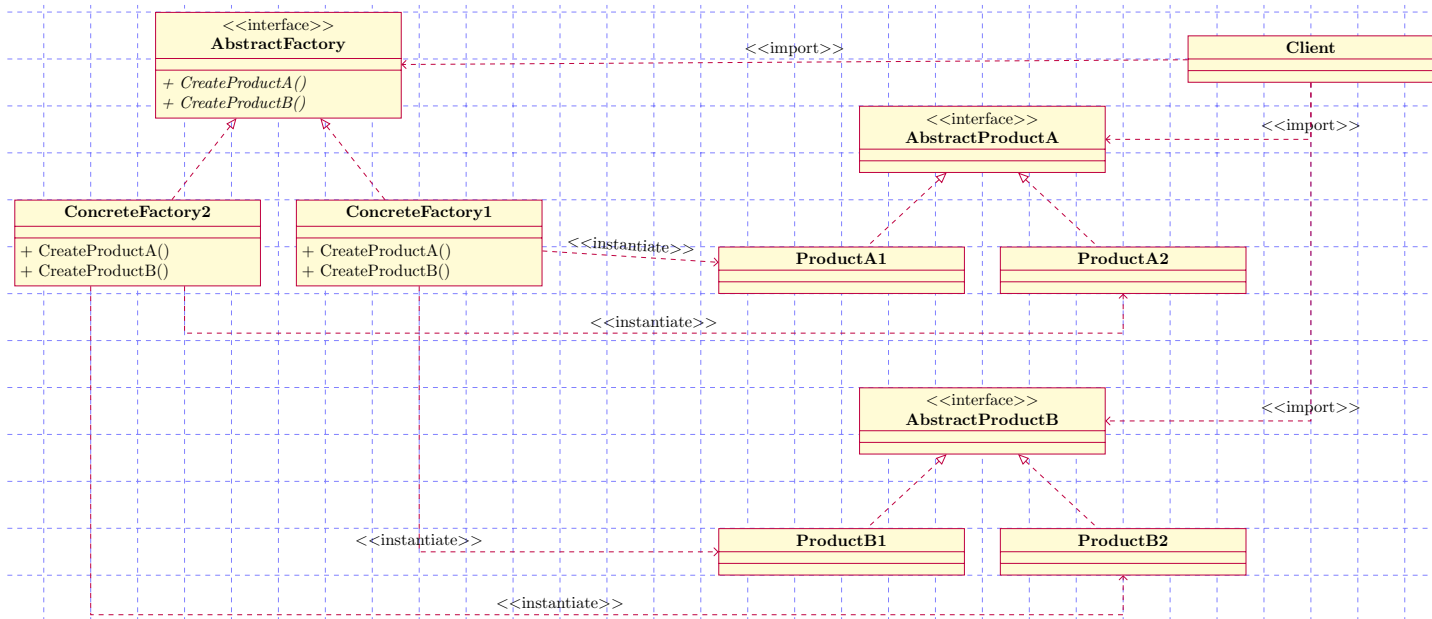 <<interface>>
AbstractFactory
+ CreateProductA()
+ CreateProductB()
<<import>>
Client
<<interface>>
AbstractProductA
<<import>>
ConcreteFactory2
+ CreateProductA()
+ CreateProductB()
ConcreteFactory1
+ CreateProductA()
+ CreateProductB()
<<instantiate>>
ProductA1
ProductA2
<<instantiate>>
<<interface>>
AbstractProductB
<<import>>
<<instantiate>>
ProductB1
ProductB2
<<instantiate>>